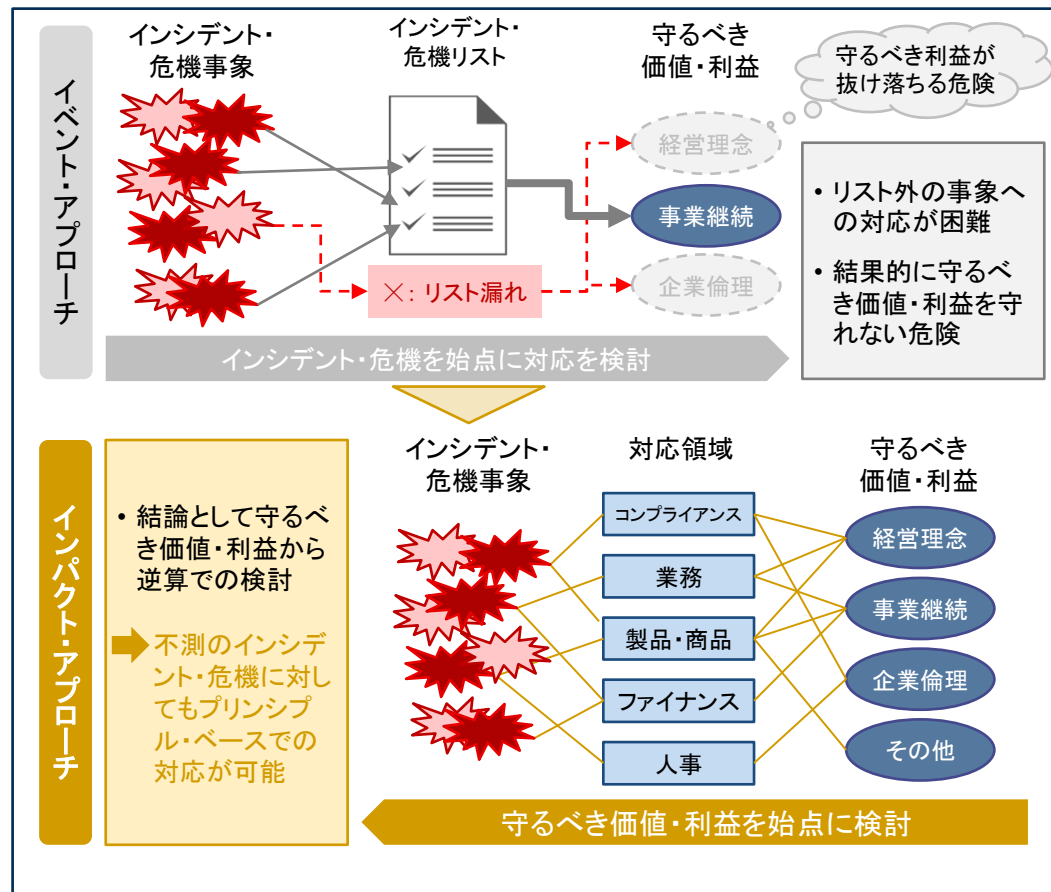 インシデント・
危機事象
インシデント・
危機リスト
守るべき
価値・利益
守るべき利益が
抜け落ちる危険
イベント・アプローチ
経営理念
事業継続
企業倫理
×：リスト漏れ
• リスト外の事象へ
の対応が困難
• 結果的に守るべ
き価値・利益を守
れない危険
インシデント・危機を始点に対応を検討
インパクト・アプローチ
• 結論として守るべ
き価値・利益から
逆算での検討
不測のインシデ
ント・危機に対し
てもプリンシプ
ル・ベースでの
対応が可能
インシデント・
危機事象
対応領域
守るべき
価値・利益
コンプライアンス
業務
製品・商品
ファイナンス
人事
経営理念
事業継続
企業倫理
その他
守るべき価値・利益を始点に検討